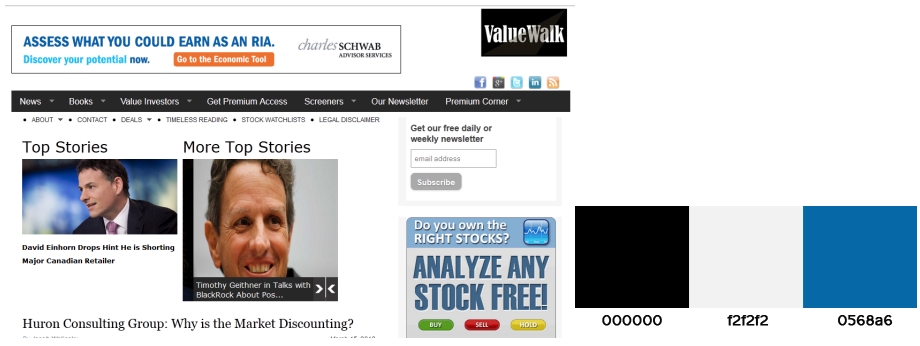 ASSESS WHAT YOU COULD EARN AS AN RIA.
Discover your potential now.
Go to the Economic Tool
charles SCHWAB
ADVISOR SERVICES
ValueWalk
News
Books
Value Investors
Get Premium Access
Screeners
Our Newsletter
Premium Corner
ABOUT
CONTACT
DEALS
TIMELESS READING
STOCK WATCHLISTS
LEGAL DISCLAIMER
Top Stories
More Top Stories
David Einhorn Drops Hint He is Shorting
Major Canadian Retailer
Timothy Geithner in Talks with
BlackRock About Pos...
Huron Consulting Group: Why is the Market Discounting?
Get our free daily or
weekly newsletter
email address
Subscribe
Do you own the
RIGHT STOCKS?
ANALYZE ANY
STOCK FREE!
BUY
SELL
HOLD
000000
f2f2f2
0568a6